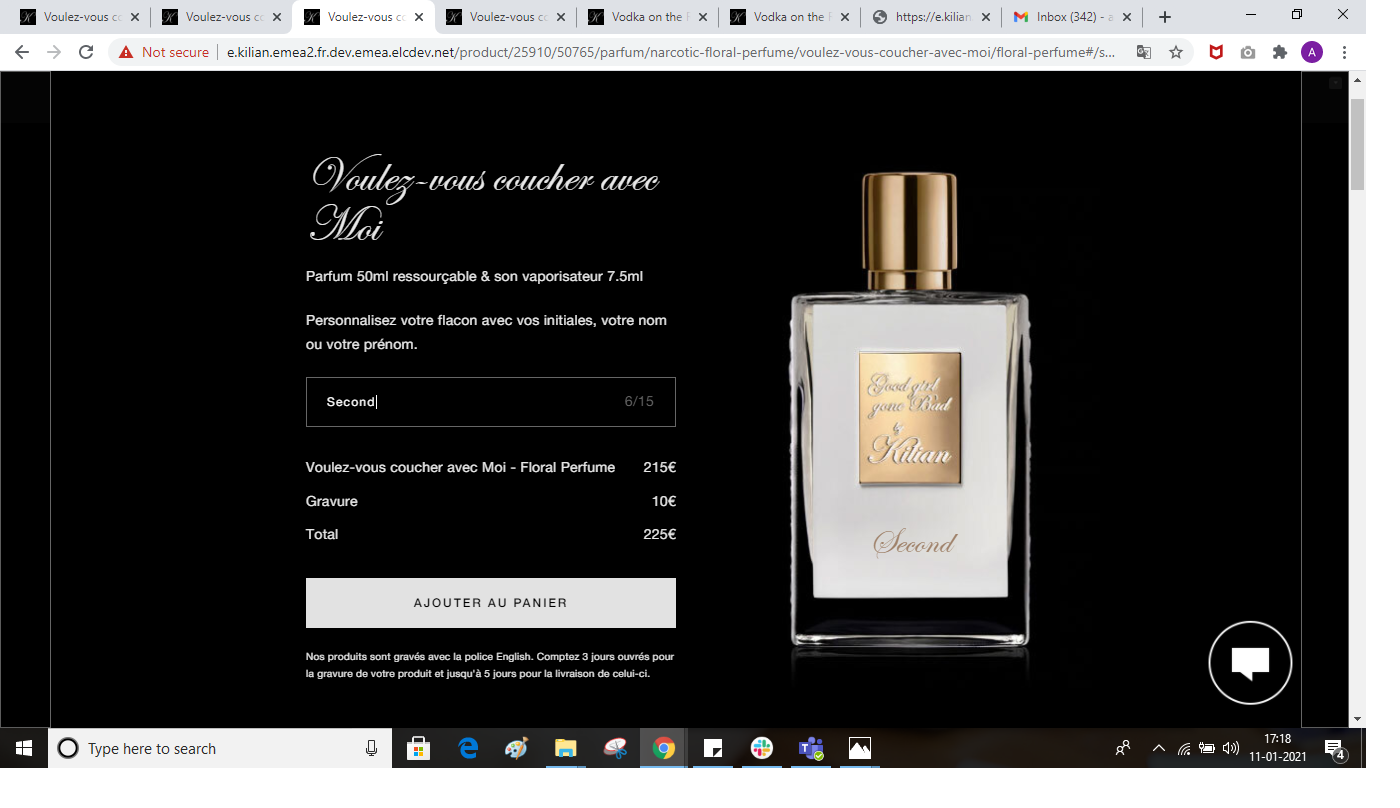 Voulez-vous co
Voulez-vous co
Voulez-vous co
Voulez-vous co
Vodka on the R
Vodka on the R
https://e.kilian.
Inbox (342) - a
Not secure
e.kilian.emea2.fr.dev.emea.elcdev.net/product/25910/50765/parfum/narcotic-floral-perfume/voulez-vous-coucher-avec-moi/floral-perfume#/s...
A
Voulez-vous coucher avec
Moi
Parfum 50ml ressourçable & son vaporisateur 7.5ml
Personnalisez votre flacon avec vos initiales, votre nom
ou votre prénom.
Second 6/15
Voulez-vous coucher avec Moi - Floral Perfume 215€
Gravure 10€
Total 225€
AJOUTER AU PANIER
Nos produits sont gravés avec la police English. Comptez 3 jours ouvrés pour
la gravure de votre produit et jusqu'à 5 jours pour la livraison de celui-ci.
Good girl
gone Bad
by
Kilian
Second
Type here to search
17:18
11-01-2021
4